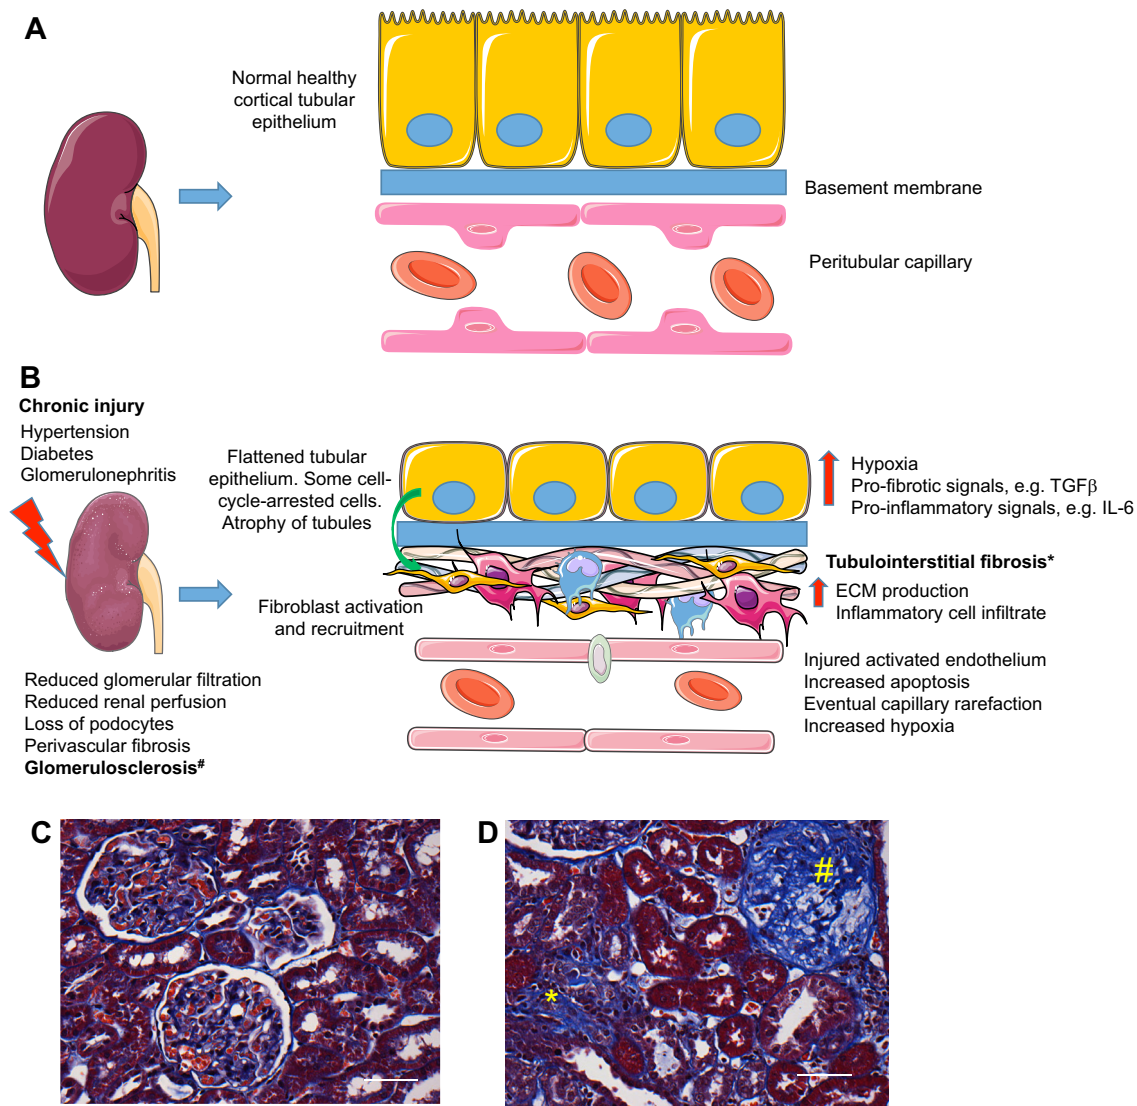 A
Normal healthy
cortical tubular
epithelium
Basement membrane
Peritubular capillary
B
Chronic injury
Hypertension
Diabetes
Glomerulonephritis
Flattened tubular
epithelium. Some cell-
cycle-arrested cells.
Atrophy of tubules
Hypoxia
Pro-fibrotic signals, e.g. TGFβ
Pro-inflammatory signals, e.g. IL-6
Tubulointerstitial fibrosis*
ECM production
Inflammatory cell infiltrate
Fibroblast activation
and recruitment
Injured activated endothelium
Increased apoptosis
Eventual capillary rarefaction
Increased hypoxia
Reduced glomerular filtration
Reduced renal perfusion
Loss of podocytes
Perivascular fibrosis
Glomerulosclerosis#
C
D
#
*